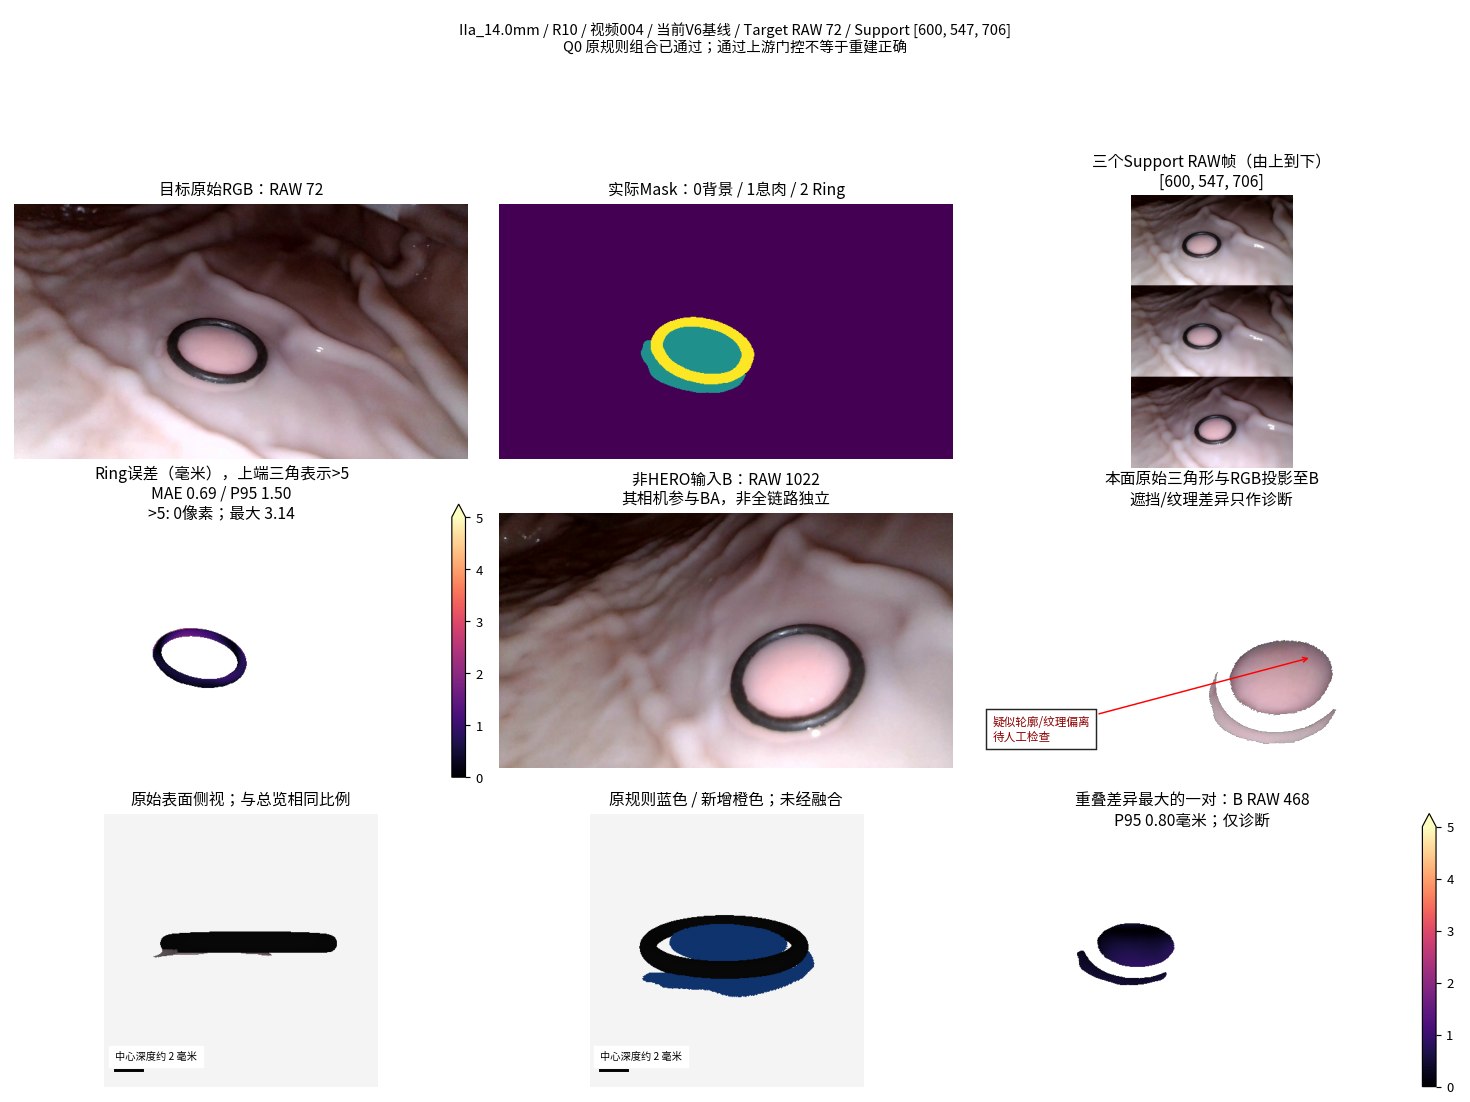 IIa_14.0mm / R10 / 视频004 / 当前V6基线 / Target RAW 72 / Support [600, 547, 706]
Q0 原规则组合已通过；通过上游门控不等于重建正确
目标原始RGB：RAW 72
实际Mask：0背景 / 1息肉 / 2 Ring
三个Support RAW帧（由上到下）
[600, 547, 706]
Ring误差（毫米），上端三角表示>5
MAE 0.69 / P95 1.50
>5: 0像素；最大 3.14
5
4
3
2
1
0
非HERO输入B：RAW 1022
其相机参与BA，非全链路独立
本面原始三角形与RGB投影至B
遮挡/纹理差异只作诊断
疑似轮廓/纹理偏离
待人工检查
原始表面侧视；与总览相同比例
中心深度约 2 毫米
原规则蓝色 / 新增橙色；未经融合
中心深度约 2 毫米
重叠差异最大的一对：B RAW 468
P95 0.80毫米；仅诊断
5
4
3
2
1
0